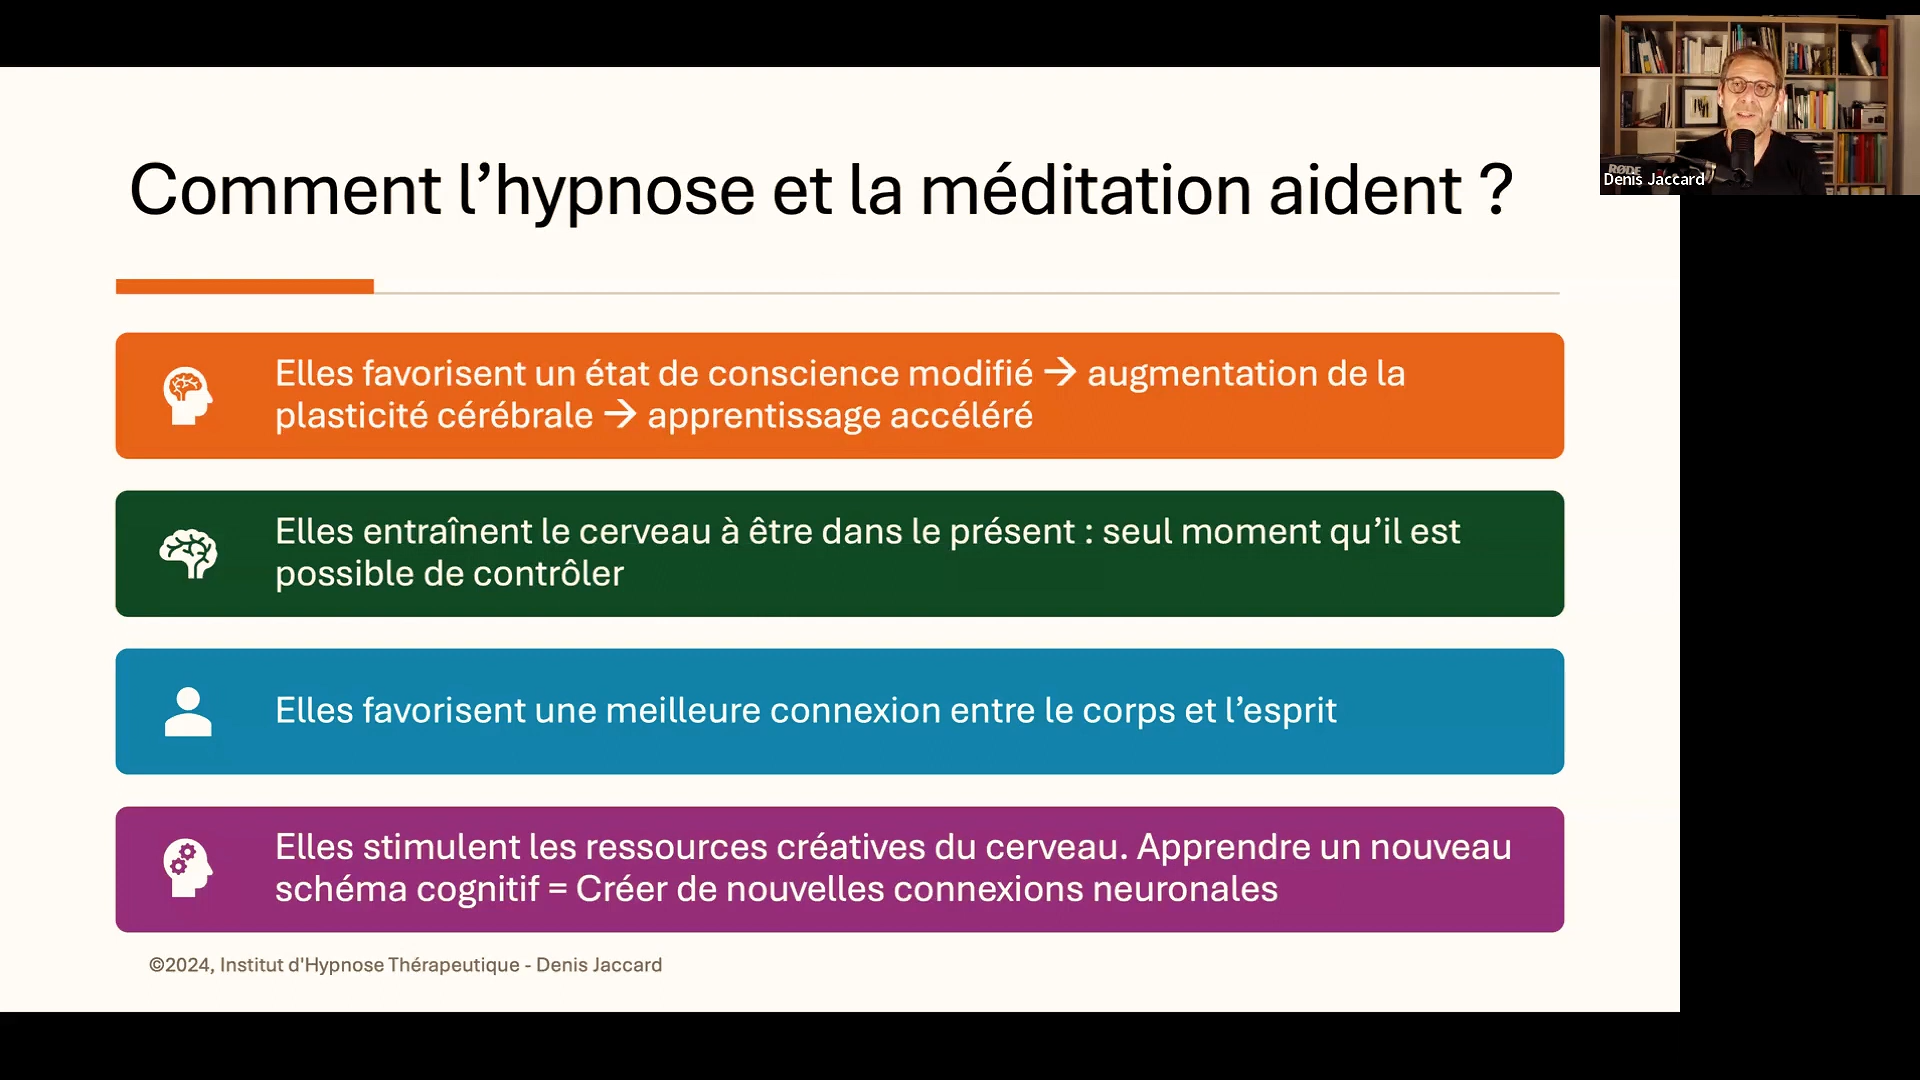 Comment l’hypnose et la méditation aident ?
Elles favorisent un état de conscience modifié → augmentation de la
plasticité cérébrale → apprentissage accéléré
Elles entraînent le cerveau à être dans le présent : seul moment qu’il est
possible de contrôler
Elles favorisent une meilleure connexion entre le corps et l’esprit
Elles stimulent les ressources créatives du cerveau. Apprendre un nouveau
schéma cognitif = Créer de nouvelles connexions neuronales
©2024, Institut d'Hypnose Thérapeutique - Denis Jaccard
RØDE
Denis Jaccard